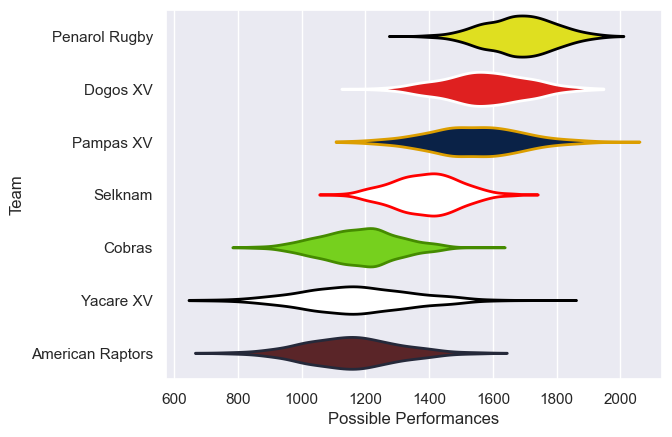 Penarol Rugby
Dogos XV
Pampas XV
Selknam
Cobras
Yacare XV
American Raptors
Team
600 800 1000 1200 1400 1600 1800 2000
Possible Performances